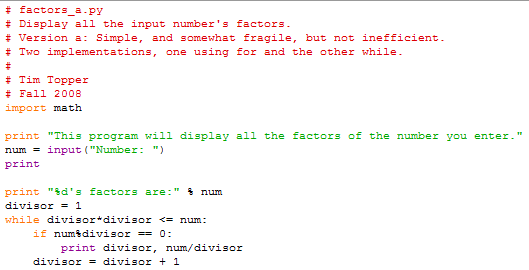 # factors_a.py
# Display all the input number's factors.
# Version a: Simple, and somewhat fragile, but not inefficient.
# Two implementations, one using for and the other while.
#
# Tim Topper
# Fall 2008
import math
print "This program will display all the factors of the number you enter."
num = input("Number: ")
print
print "%d's factors are:" % num
divisor = 1
while divisor*divisor <= num:
    if num%divisor == 0:
        print divisor, num/divisor
    divisor = divisor + 1